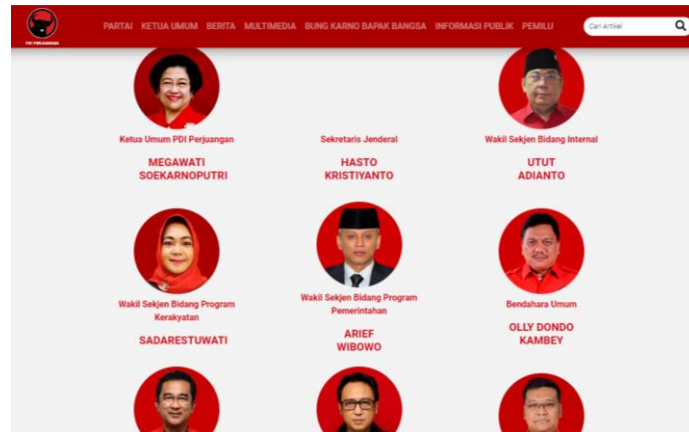 PARTAI KETUA UMUM BERITA MULTIMEDIA BUNG KARNO BAPAK BANGSA INFORMASI PUBLIK PEMILU Cari Artikel
PDI PERJUANGAN
Ketua Umum PDI Perjuangan
MEGAWATI
SOEKARNOPUTRI
Sekretaris Jenderal
HASTO
KRISTIYANTO
Wakil Sekjen Bidang Internal
UTUT
ADIANTO
Wakil Sekjen Bidang Program
Kerakyatan
SADARESTUWATI
Wakil Sekjen Bidang Program
Pemerintahan
ARIEF
WIBOWO
Bendahara Umum
OLLY DONDO
KAMBEY